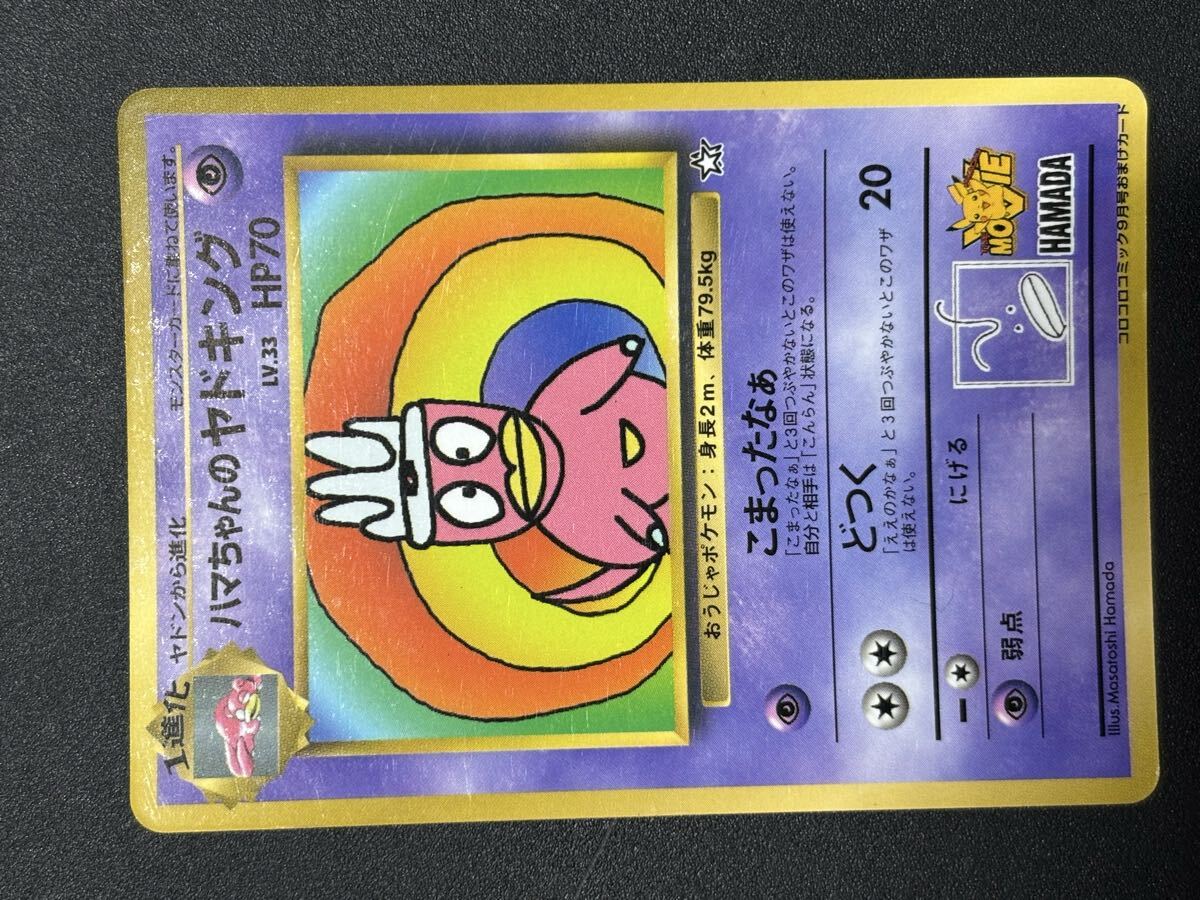 1進化 ヤドンから進化 モンスターカードに重ねて使います。
ハマちゃんのヤドキング
LV.33 HP70
おうじゃポケモン：身長2m、体重79.5kg
こまったなぁ
「こまったなぁ」と3回つぶやかないとこのワザは使えない。
自分と相手は「こんらん」状態になる。
どつく 20
「ええのかなぁ」と3回つぶやかないとこのワザ
は使えない。
ー にげる
弱点
MOVIE
HAMADA
Illus.Masatoshi Hamada
コロコロコミック9月号おまけカード